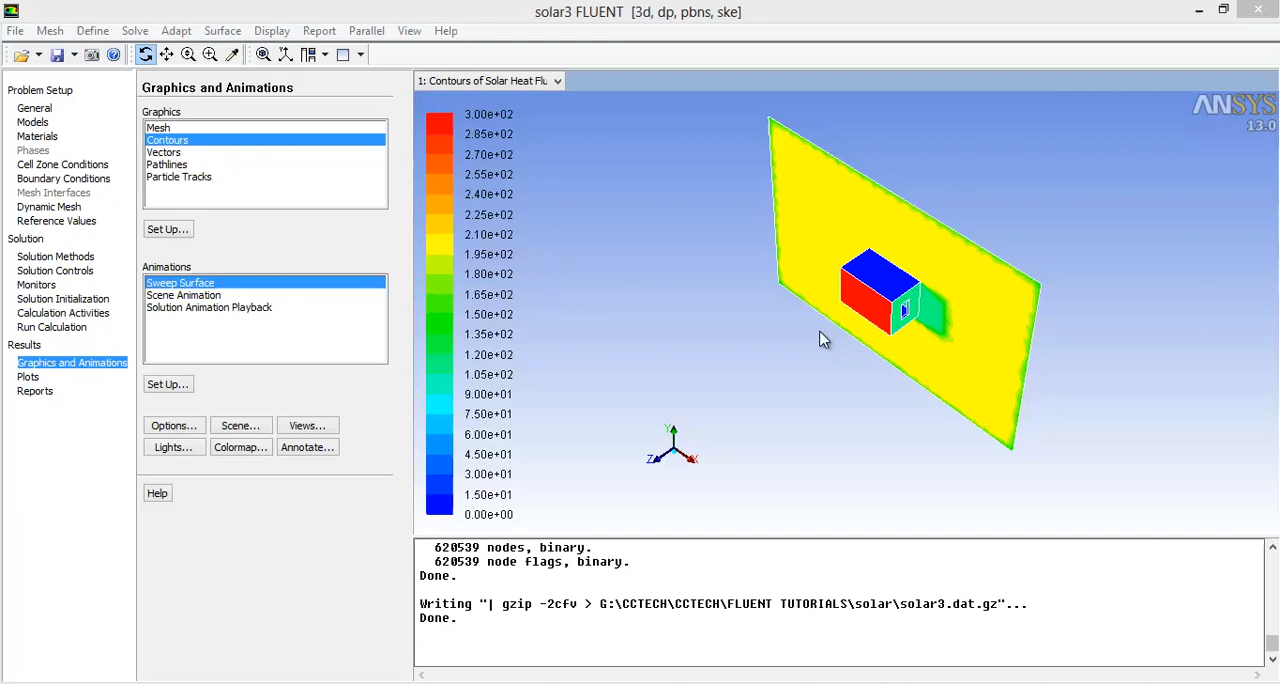 solar3 FLUENT [3d, dp, pbns, ske]
File Mesh Define Solve Adapt Surface Display Report Parallel View Help
Problem Setup
General
Models
Materials
Phases
Cell Zone Conditions
Boundary Conditions
Mesh Interfaces
Dynamic Mesh
Reference Values
Solution
Solution Methods
Solution Controls
Monitors
Solution Initialization
Calculation Activities
Run Calculation
Results
Graphics and Animations
Plots
Reports
Graphics and Animations
Graphics
Mesh
Contours
Vectors
Pathlines
Particle Tracks
Set Up...
Animations
Sweep Surface
Scene Animation
Solution Animation Playback
Set Up...
Options... Scene... Views...
Lights... Colormap... Annotate...
Help
1: Contours of Solar Heat Flu
ANSYS
13.0
3.00e+02
2.85e+02
2.70e+02
2.55e+02
2.40e+02
2.25e+02
2.10e+02
1.95e+02
1.80e+02
1.65e+02
1.50e+02
1.35e+02
1.20e+02
1.05e+02
9.00e+01
7.50e+01
6.00e+01
4.50e+01
3.00e+01
1.50e+01
0.00e+00
Y
Z X
620539 nodes, binary.
620539 node flags, binary.
Done.
Writing "| gzip -2cfv > G:\CCTECH\CCTECH\FLUENT TUTORIALS\solar\solar3.dat.gz"...
Done.